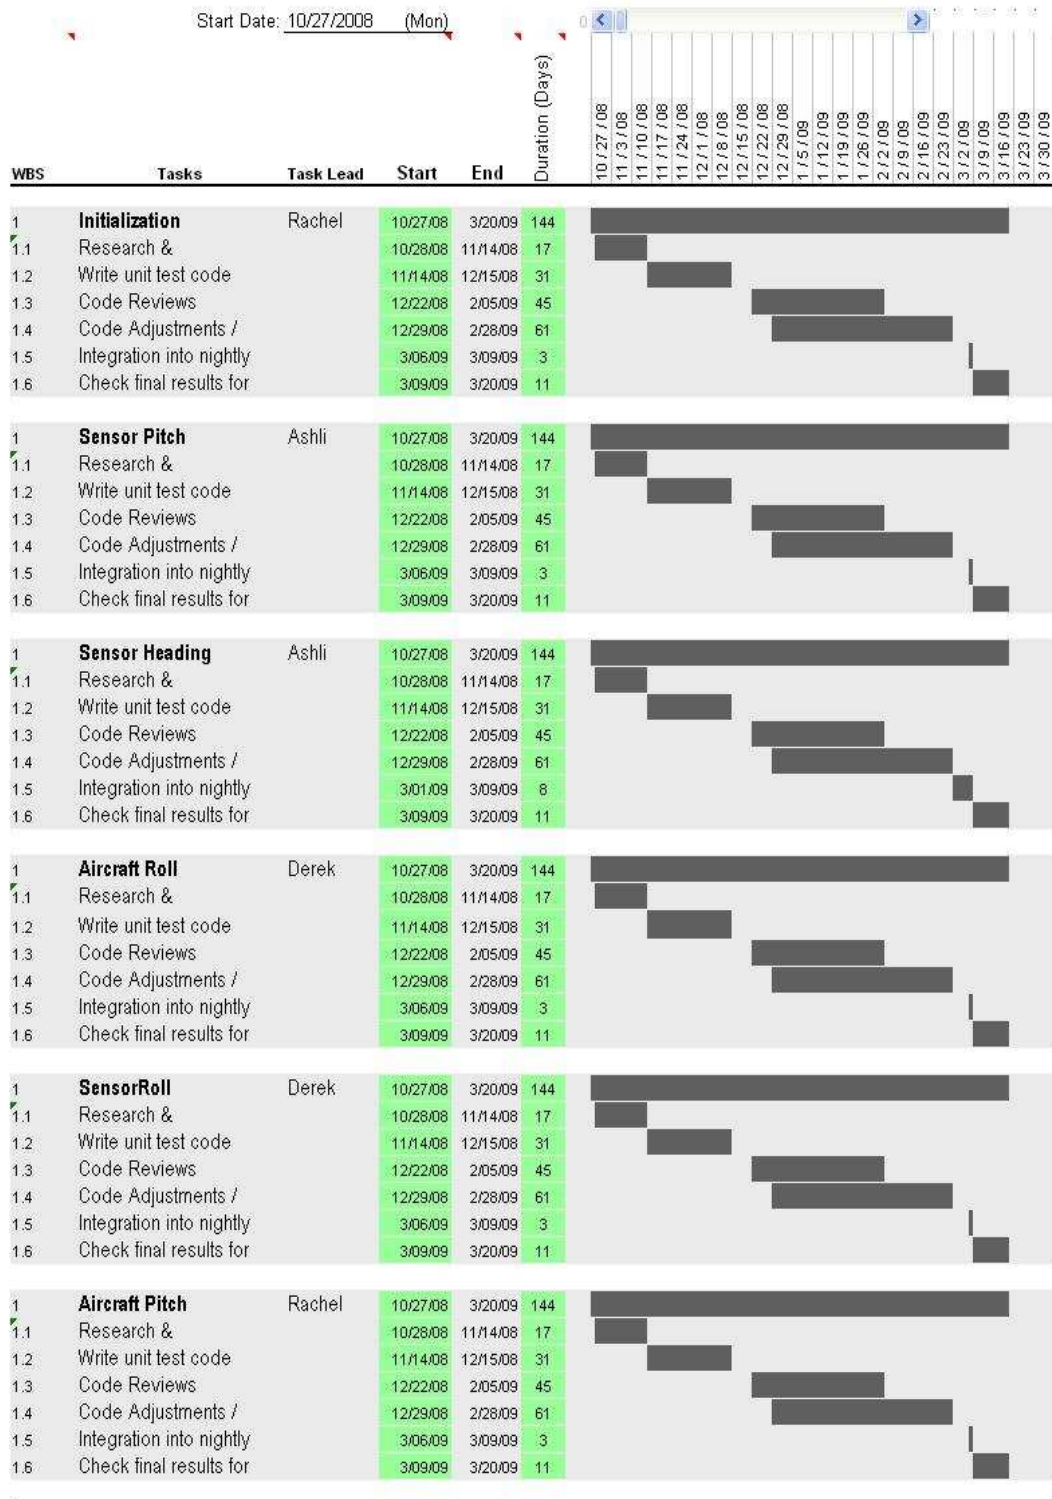 Start Date: 10/27/2008 (Mon)
0
WBS Tasks Task Lead Start End Duration (Days) 10 / 27 / 08 11 / 3 / 08 11 / 10 / 08 11 / 17 / 08 11 / 24 / 08 12 / 1 / 08 12 / 8 / 08 12 / 15 / 08 12 / 22 / 08 12 / 29 / 08 1 / 5 / 09 1 / 12 / 09 1 / 19 / 09 1 / 26 / 09 2 / 2 / 09 2 / 9 / 09 2 / 16 / 09 2 / 23 / 09 3 / 2 / 09 3 / 9 / 09 3 / 16 / 09 3 / 23 / 09 3 / 30 / 09
1 Initialization Rachel 10/27/08 3/20/09 144
1.1 Research & 10/28/08 11/14/08 17
1.2 Write unit test code 11/14/08 12/15/08 31
1.3 Code Reviews 12/22/08 2/05/09 45
1.4 Code Adjustments / 12/29/08 2/28/09 61
1.5 Integration into nightly 3/06/09 3/09/09 3
1.6 Check final results for 3/09/09 3/20/09 11
1 Sensor Pitch Ashli 10/27/08 3/20/09 144
1.1 Research & 10/28/08 11/14/08 17
1.2 Write unit test code 11/14/08 12/15/08 31
1.3 Code Reviews 12/22/08 2/05/09 45
1.4 Code Adjustments / 12/29/08 2/28/09 61
1.5 Integration into nightly 3/06/09 3/09/09 3
1.6 Check final results for 3/09/09 3/20/09 11
1 Sensor Heading Ashli 10/27/08 3/20/09 144
1.1 Research & 10/28/08 11/14/08 17
1.2 Write unit test code 11/14/08 12/15/08 31
1.3 Code Reviews 12/22/08 2/05/09 45
1.4 Code Adjustments / 12/29/08 2/28/09 61
1.5 Integration into nightly 3/01/09 3/09/09 8
1.6 Check final results for 3/09/09 3/20/09 11
1 Aircraft Roll Derek 10/27/08 3/20/09 144
1.1 Research & 10/28/08 11/14/08 17
1.2 Write unit test code 11/14/08 12/15/08 31
1.3 Code Reviews 12/22/08 2/05/09 45
1.4 Code Adjustments / 12/29/08 2/28/09 61
1.5 Integration into nightly 3/06/09 3/09/09 3
1.6 Check final results for 3/09/09 3/20/09 11
1 SensorRoll Derek 10/27/08 3/20/09 144
1.1 Research & 10/28/08 11/14/08 17
1.2 Write unit test code 11/14/08 12/15/08 31
1.3 Code Reviews 12/22/08 2/05/09 45
1.4 Code Adjustments / 12/29/08 2/28/09 61
1.5 Integration into nightly 3/06/09 3/09/09 3
1.6 Check final results for 3/09/09 3/20/09 11
1 Aircraft Pitch Rachel 10/27/08 3/20/09 144
1.1 Research & 10/28/08 11/14/08 17
1.2 Write unit test code 11/14/08 12/15/08 31
1.3 Code Reviews 12/22/08 2/05/09 45
1.4 Code Adjustments / 12/29/08 2/28/09 61
1.5 Integration into nightly 3/06/09 3/09/09 3
1.6 Check final results for 3/09/09 3/20/09 11